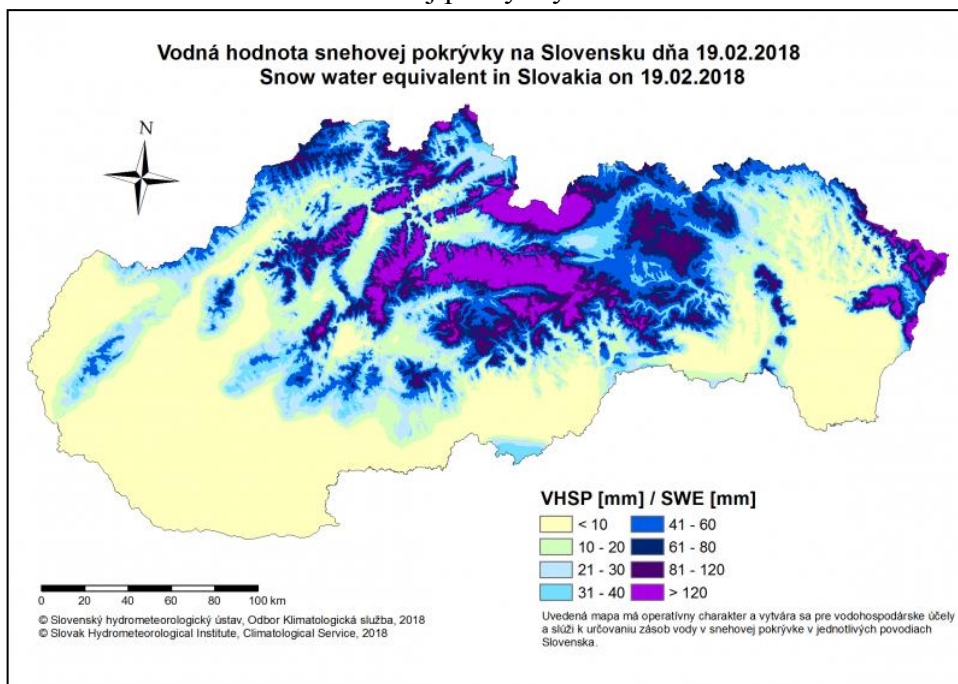 Vodná hodnota snehovej pokrývky na Slovensku dňa 19.02.2018
Snow water equivalent in Slovakia on 19.02.2018
N
VHSP [mm] / SWE [mm]
< 10 41 - 60
10 - 20 61 - 80
21 - 30 81 - 120
31 - 40 > 120
0 20 40 60 80 100 km
© Slovenský hydrometeorologický ústav, Odbor Klimatologická služba, 2018
© Slovak Hydrometeorological Institute, Climatological Service, 2018
Uvedená mapa má operatívny charakter a vytvára sa pre vodohospodárske účely
a slúži k určovaniu zásob vody v snehovej pokrývke v jednotlivých povodiach
Slovenska.